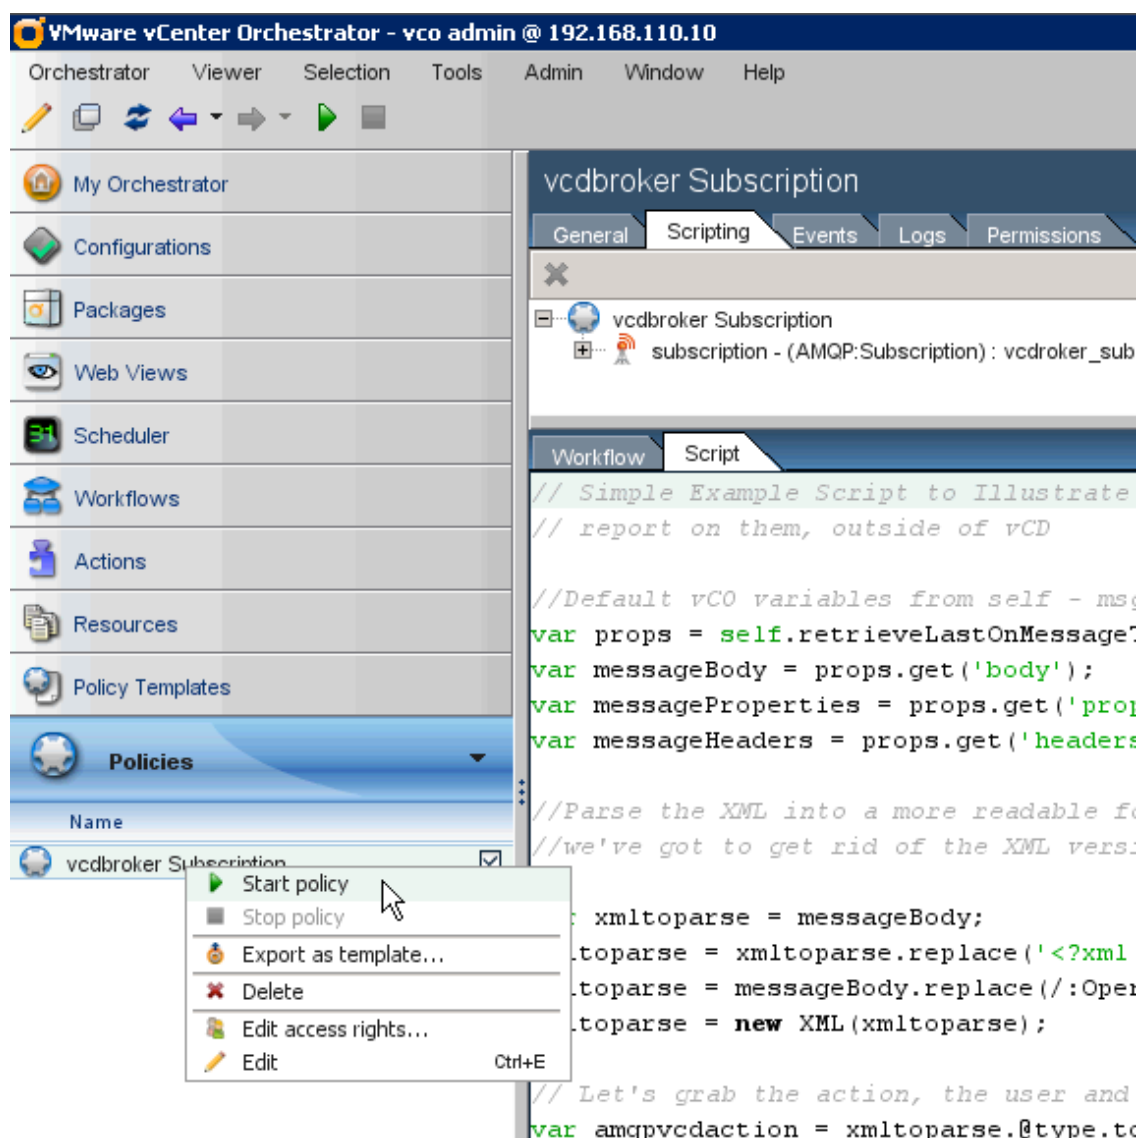 VMware vCenter Orchestrator - vco admin @ 192.168.110.10
Orchestrator Viewer Selection Tools Admin Window Help
My Orchestrator
Configurations
Packages
Web Views
31
Scheduler
Workflows
Actions
Resources
Policy Templates
Policies
Name
vcdbroker Subscription
Start policy
Stop policy
Export as template...
Delete
Edit access rights...
Edit Ctrl+E
vcdbroker Subscription
General Scripting Events Logs Permissions
vcdbroker Subscription
subscription - (AMQP:Subscription) : vcdroker_sub
Workflow Script
// Simple Example Script to Illustrate
// report on them, outside of vCD
//Default vCO variables from self - msg
var props = self.retrieveLastOnMessageT
var messageBody = props.get('body');
var messageProperties = props.get('prop
var messageHeaders = props.get('headers
//Parse the XML into a more readable fo
//we've got to get rid of the XML versi
r xmltoparse = messageBody;
ltoparse = xmltoparse.replace('<?xml
ltoparse = messageBody.replace(/:Oper
ltoparse = new XML(xmltoparse);
// Let's grab the action, the user and
var amqpvcdaction = xmltoparse.@type.to